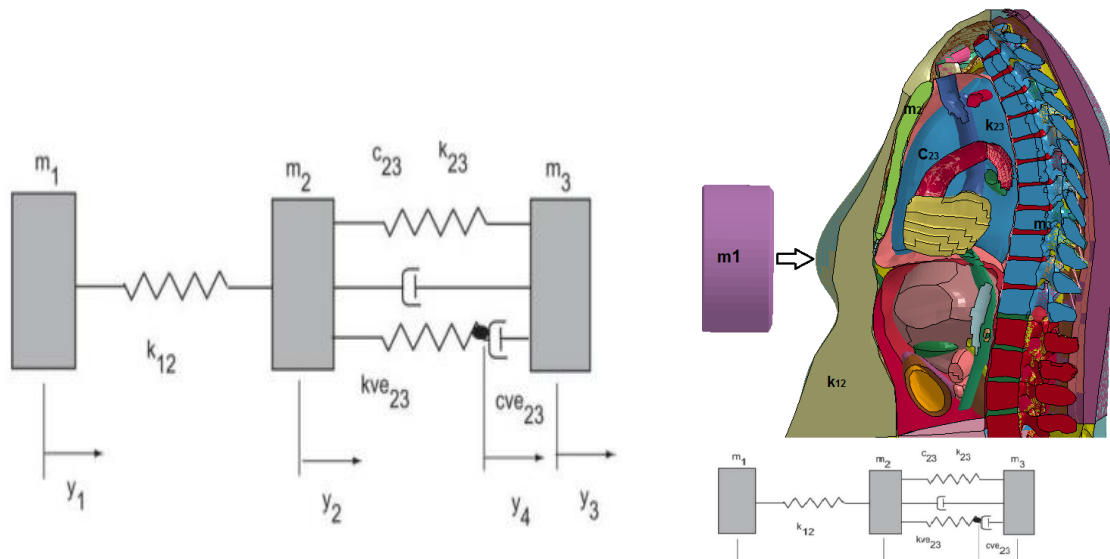 c23 k23
m1 m2 m3
k12
kve23
cve23
y1 y2 y4 y3
m2
k23
C23
m1
k12
c23 k23
m1 m2 m3
k12
kve23 cve23